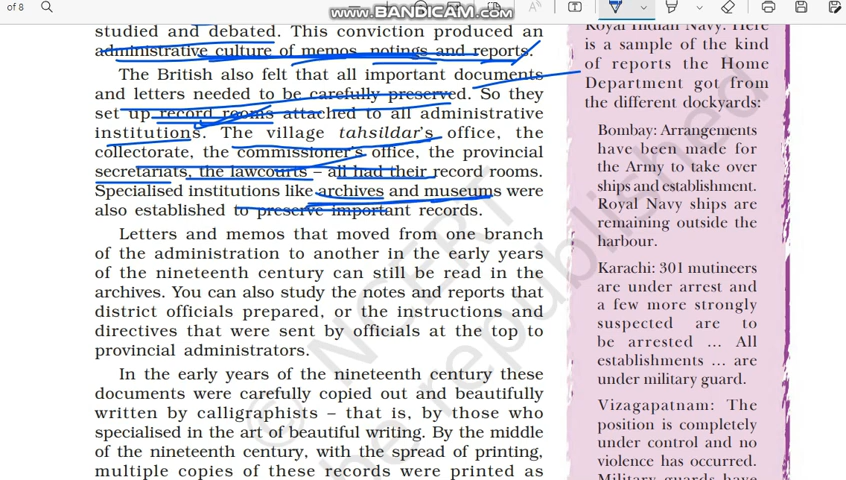 of 8
www.BANDICAM.com
studied and debated. This conviction produced an
administrative culture of memos, notings and reports.
The British also felt that all important documents
and letters needed to be carefully preserved. So they
set up record rooms attached to all administrative
institutions. The village tahsildar's office, the
collectorate, the commissioner's office, the provincial
secretariats, the lawcourts – all had their record rooms.
Specialised institutions like archives and museums were
also established to preserve important records.
Letters and memos that moved from one branch
of the administration to another in the early years
of the nineteenth century can still be read in the
archives. You can also study the notes and reports that
district officials prepared, or the instructions and
directives that were sent by officials at the top to
provincial administrators.
In the early years of the nineteenth century these
documents were carefully copied out and beautifully
written by calligraphists – that is, by those who
specialised in the art of beautiful writing. By the middle
of the nineteenth century, with the spread of printing,
multiple copies of these records were printed as
Royal Indian Navy. Here
is a sample of the kind
of reports the Home
Department got from
the different dockyards:
Bombay: Arrangements
have been made for
the Army to take over
ships and establishment.
Royal Navy ships are
remaining outside the
harbour.
Karachi: 301 mutineers
are under arrest and
a few more strongly
suspected are to
be arrested ... All
establishments ... are
under military guard.
Vizagapatnam: The
position is completely
under control and no
violence has occurred.
Military guards have
© NCERT
be republished